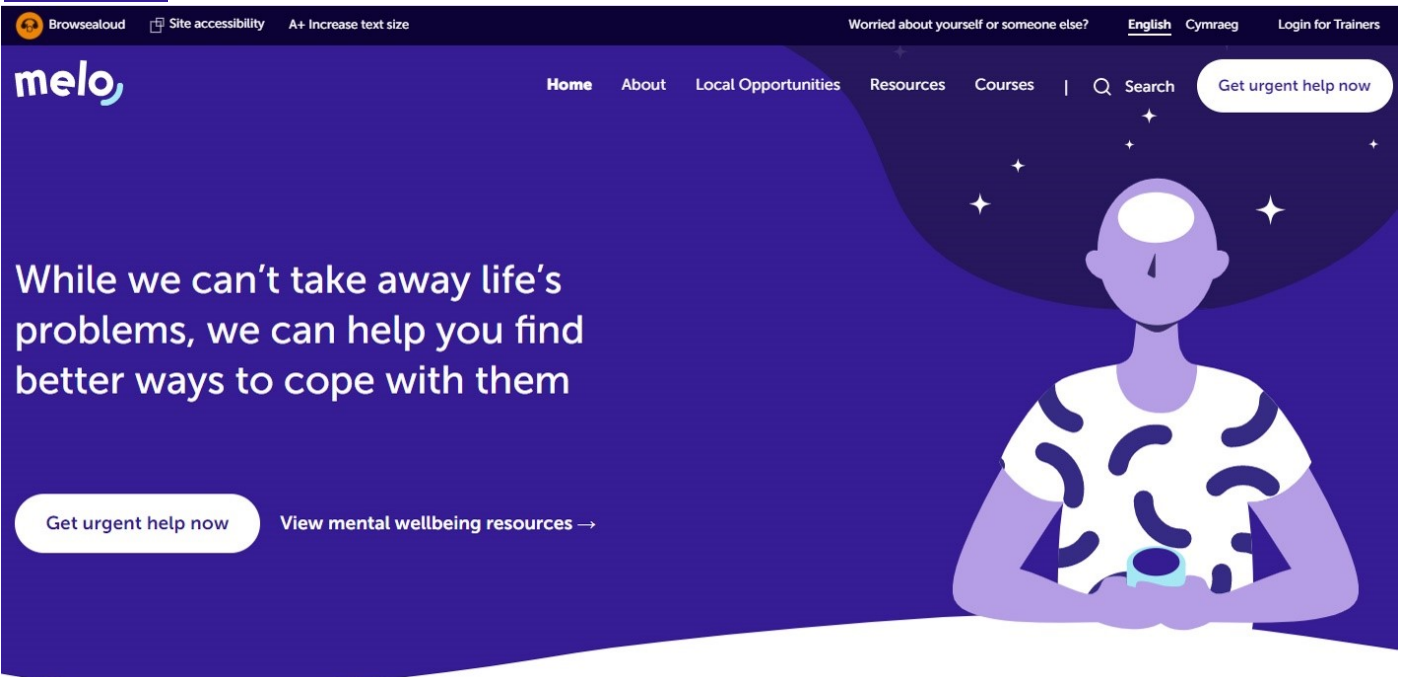 Browsealoud Site accessibility A+ Increase text size Worried about yourself or someone else? English Cymraeg Login for Trainers
melo Home About Local Opportunities Resources Courses | Search Get urgent help now
While we can't take away life's
problems, we can help you find
better ways to cope with them
Get urgent help now View mental wellbeing resources →